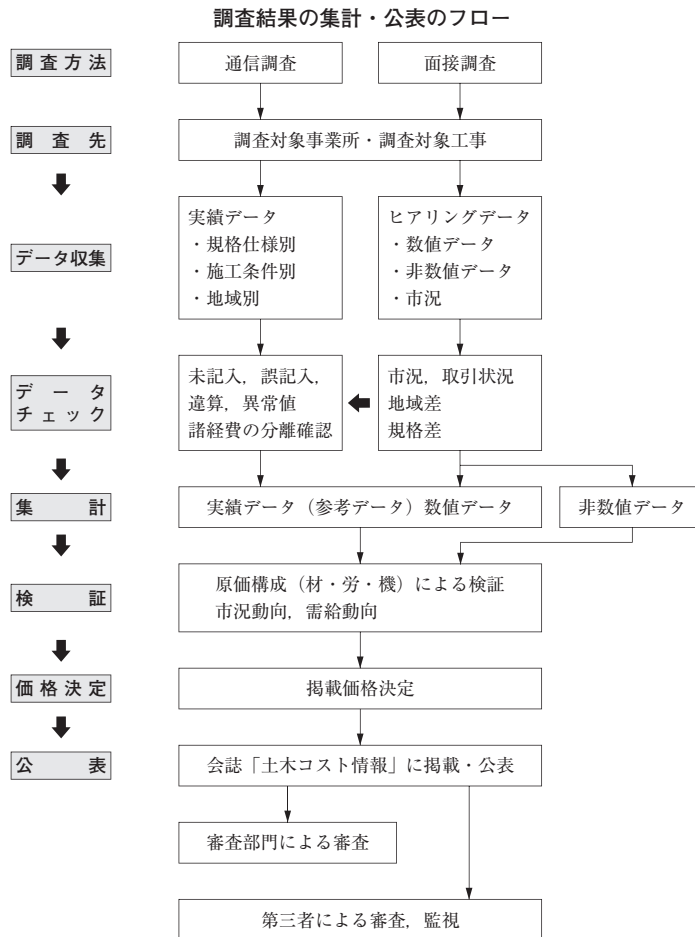 調査結果の集計・公表のフロー
調査方法
通信調査
面接調査
調査先
調査対象事業所・調査対象工事
データ収集
実績データ
・規格仕様別
・施工条件別
・地域別
ヒアリングデータ
・数値データ
・非数値データ
・市況
データ
チェック
未記入，誤記入，
違算，異常値
諸経費の分離確認
市況，取引状況
地域差
規格差
集計
実績データ（参考データ）数値データ
非数値データ
検証
原価構成（材・労・機）による検証
市況動向，需給動向
価格決定
掲載価格決定
公表
会誌「土木コスト情報」に掲載・公表
審査部門による審査
第三者による審査，監視